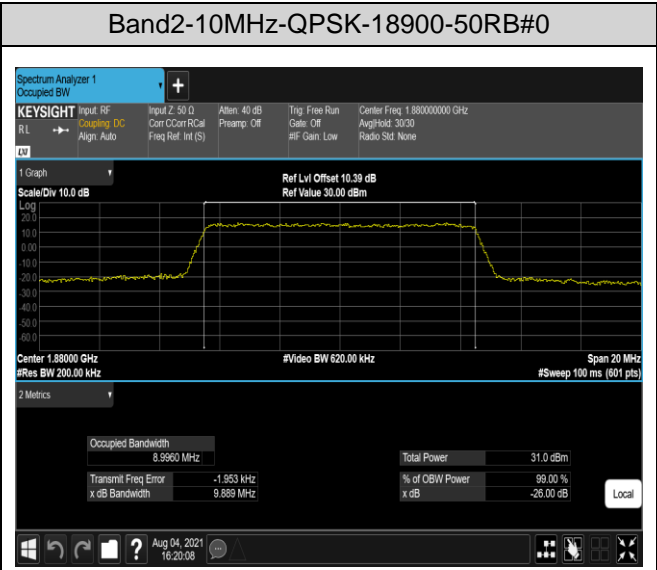 Band2-10MHz-QPSK-18900-50RB#0
Spectrum Analyzer 1
Occupied BW
+
KEYSIGHT Input: RF Input Z: 50 Ω Atten: 40 dB Trig: Free Run Center Freq: 1.880000000 GHz
RL Coupling: DC Corr CCorr RCal Preamp: Off Gate: Off Avg|Hold: 30/30
Align: Auto Freq Ref: Int (S) #IF Gain: Low Radio Std: None
LXI
1 Graph
Ref Lvl Offset 10.39 dB
Scale/Div 10.0 dB Ref Value 30.00 dBm
Log
20.0
10.0
0.00
-10.0
-20.0
-30.0
-40.0
-50.0
-60.0
Center 1.88000 GHz #Video BW 620.00 kHz Span 20 MHz
#Res BW 200.00 kHz #Sweep 100 ms (601 pts)
2 Metrics
Occupied Bandwidth
8.9960 MHz Total Power 31.0 dBm
Transmit Freq Error -1.953 kHz % of OBW Power 99.00 %
x dB Bandwidth 9.889 MHz x dB -26.00 dB
Local
? Aug 04, 2021
16:20:08